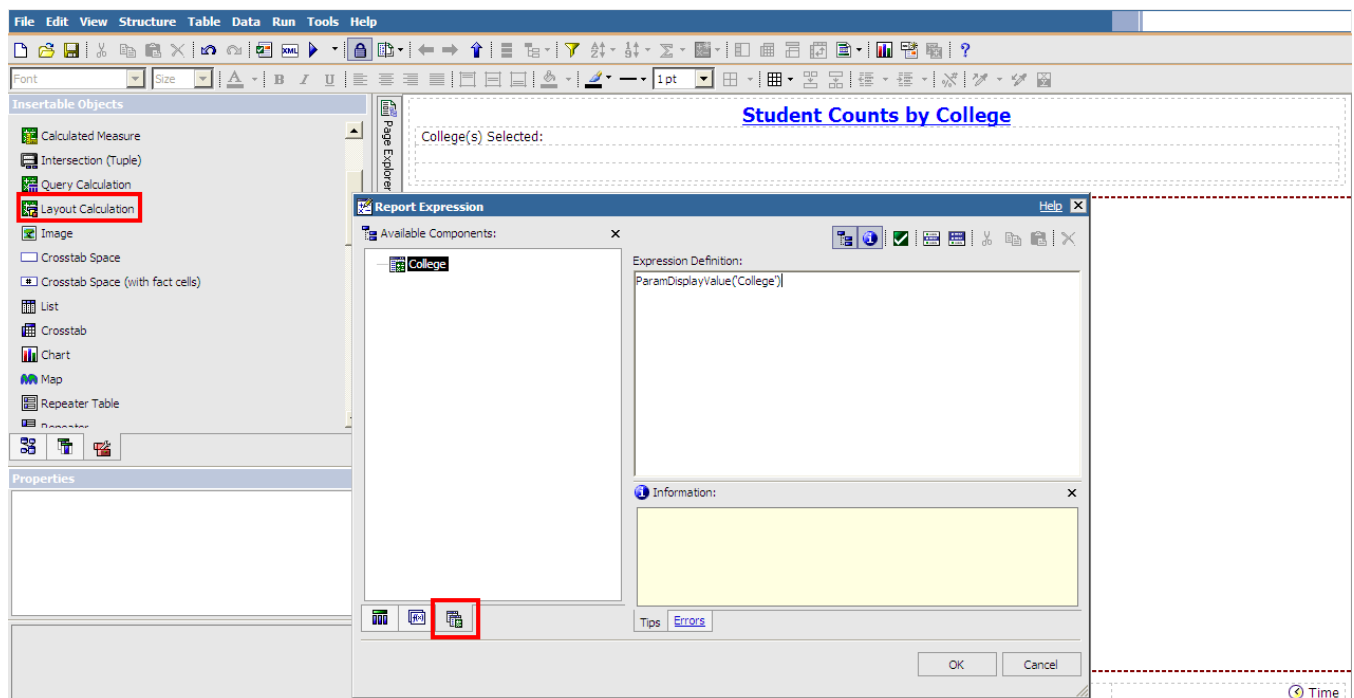 File Edit View Structure Table Data Run Tools Help
Font Size A B I U 1 pt
Insertable Objects
Calculated Measure
Intersection (Tuple)
Query Calculation
Layout Calculation
Image
Crosstab Space
Crosstab Space (with fact cells)
List
Crosstab
Chart
Map
Repeater Table
Repeater
Properties
Page Explorer
Student Counts by College
College(s) Selected:
Report Expression Help
Available Components:
College
Expression Definition:
ParamDisplayValue('College')
Information:
Tips Errors
OK Cancel
Time